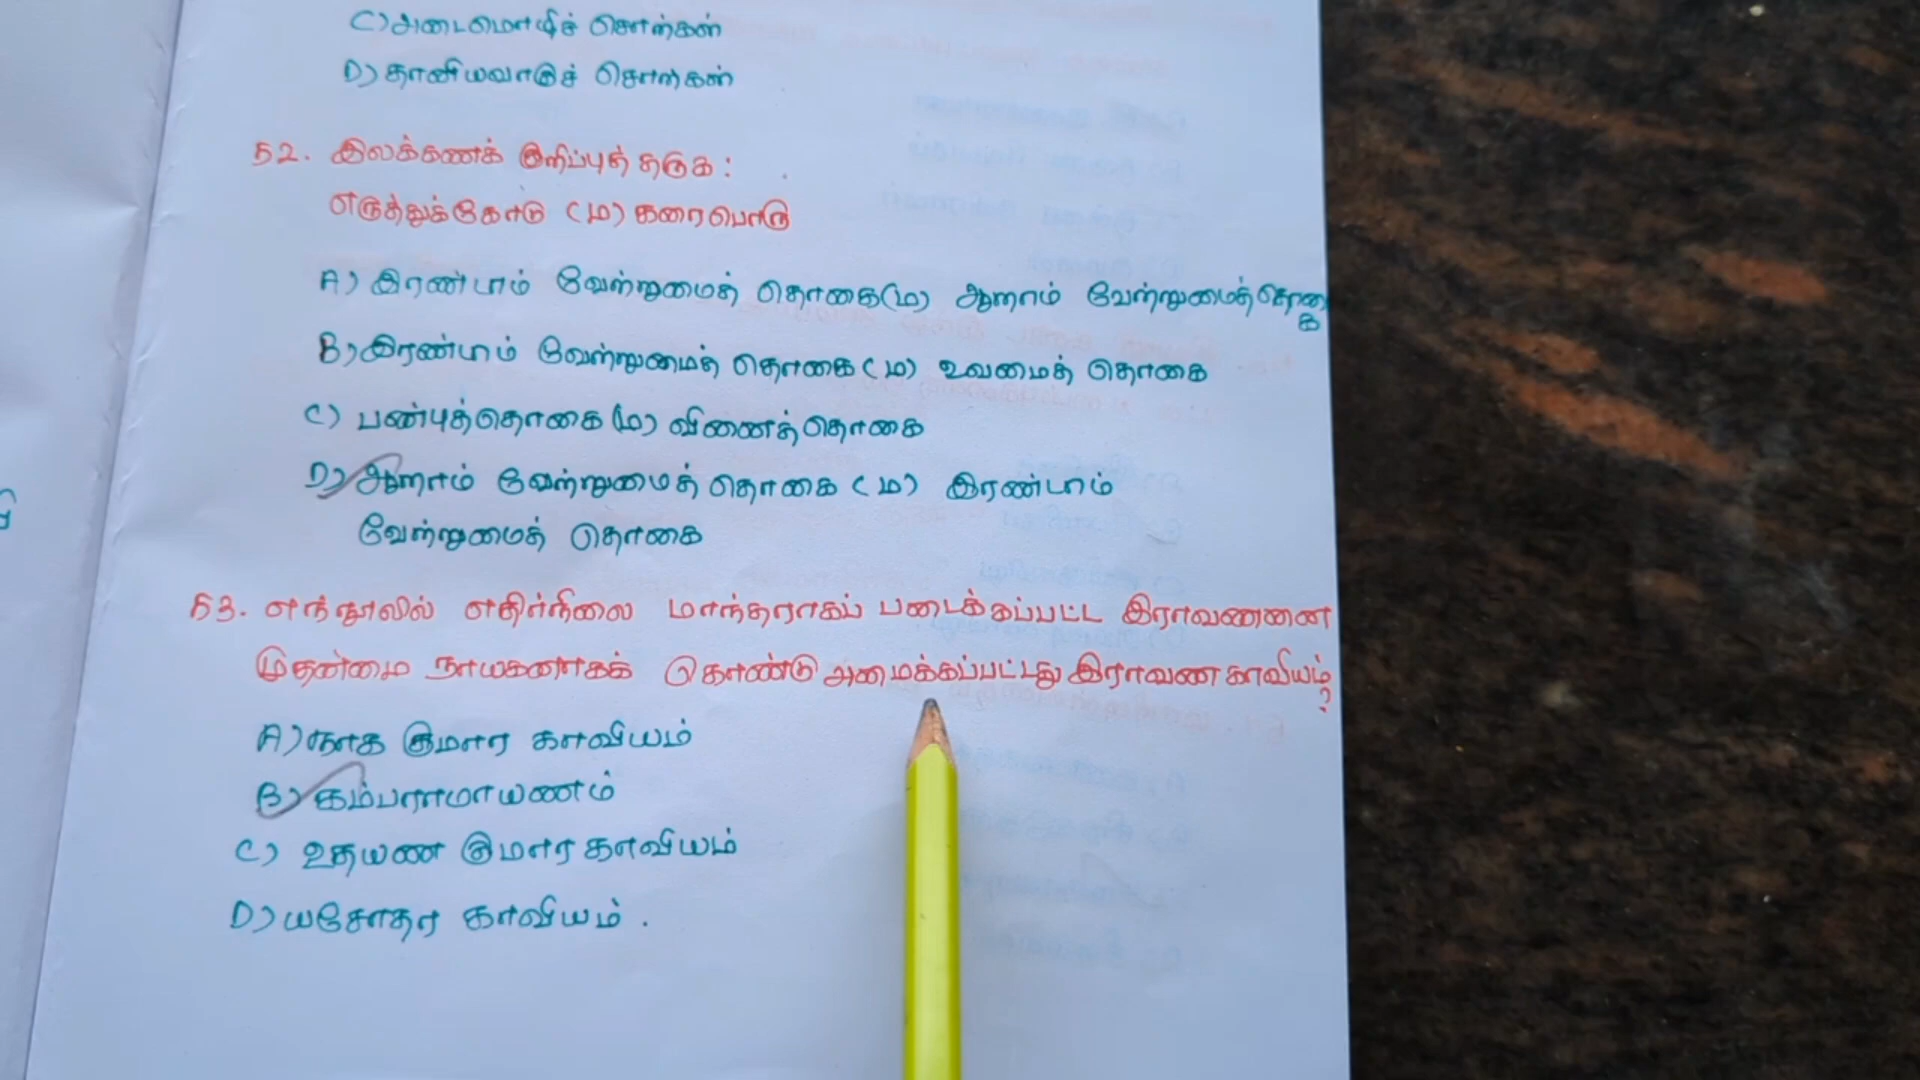 C) அடைமொழிச் சொற்கள்
D) தானியவாகுச் சொற்கள்
52. இலக்கணக் குறிப்புத் தருக :
எருத்துக்கோடு (ம) கரைபொரு
A) இரண்டாம் வேற்றுமைத் தொகை (ம) ஆறாம் வேற்றுமைத்தொகை
B) இரண்டாம் வேற்றுமைத் தொகை (ம) உவமைத் தொகை
C) பண்புத்தொகை (ம) வினைத்தொகை
D) ஆறாம் வேற்றுமைத் தொகை (ம) இரண்டாம்
வேற்றுமைத் தொகை
53. எந்நூலில் எதிர்நிலை மாந்தராகப் படைக்கப்பட்ட இராவணனை
முதன்மை நாயகனாகக் கொண்டு அமைக்கப்பட்டது இராவண காவியம்?
A) நாக குமார காவியம்
B) கம்பராமாயணம்
C) உதயண குமார காவியம்
D) யசோதர காவியம் .